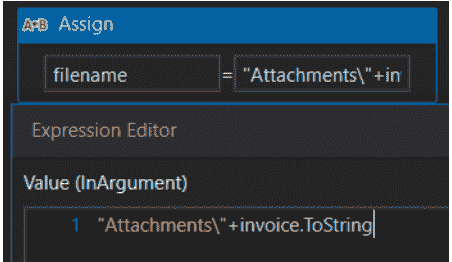 A+B Assign
filename = "Attachments\"+in
Expression Editor
Value (InArgument)
1 "Attachments\"+invoice.ToString